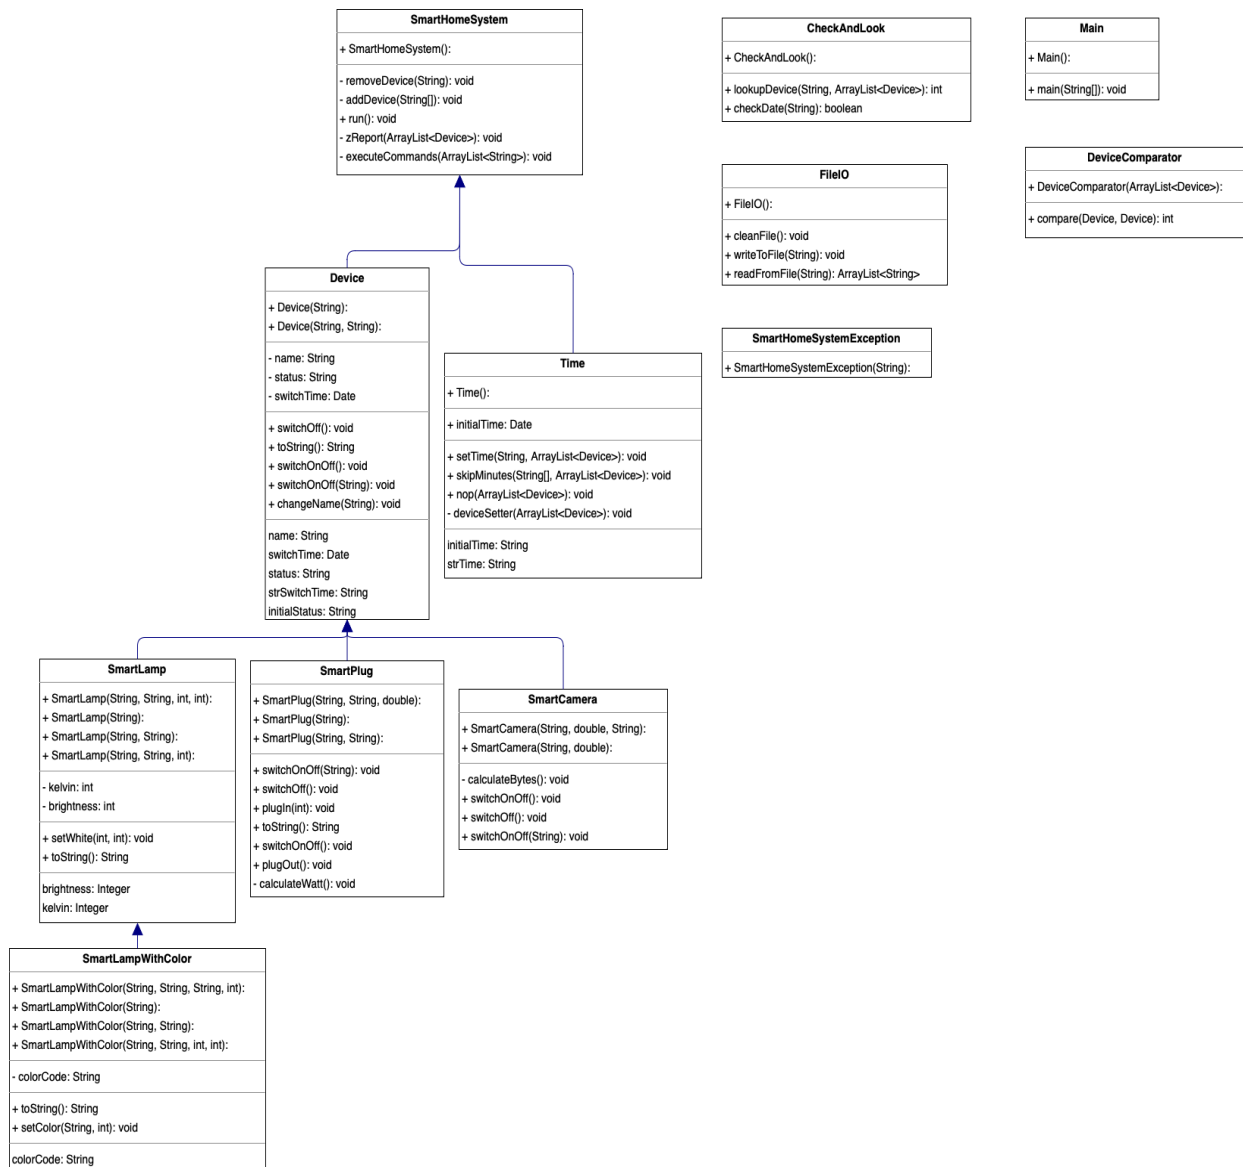 SmartHomeSystem
+ SmartHomeSystem():
- removeDevice(String): void
- addDevice(String[]): void
+ run(): void
- zReport(ArrayList<Device>): void
- executeCommands(ArrayList<String>): void
CheckAndLook
+ CheckAndLook():
+ lookupDevice(String, ArrayList<Device>): int
+ checkDate(String): boolean
Main
+ Main():
+ main(String[]): void
DeviceComparator
+ DeviceComparator(ArrayList<Device>):
+ compare(Device, Device): int
FileIO
+ FileIO():
+ cleanFile(): void
+ writeToFile(String): void
+ readFromFile(String): ArrayList<String>
SmartHomeSystemException
+ SmartHomeSystemException(String):
Device
+ Device(String):
+ Device(String, String):
- name: String
- status: String
- switchTime: Date
+ switchOff(): void
+ toString(): String
+ switchOnOff(): void
+ switchOnOff(String): void
+ changeName(String): void
name: String
switchTime: Date
status: String
strSwitchTime: String
initialStatus: String
Time
+ Time():
+ initialTime: Date
+ setTime(String, ArrayList<Device>): void
+ skipMinutes(String[], ArrayList<Device>): void
+ nop(ArrayList<Device>): void
- deviceSetter(ArrayList<Device>): void
initialTime: String
strTime: String
SmartLamp
+ SmartLamp(String, String, int, int):
+ SmartLamp(String):
+ SmartLamp(String, String):
+ SmartLamp(String, String, int):
- kelvin: int
- brightness: int
+ setWhite(int, int): void
+ toString(): String
brightness: Integer
kelvin: Integer
SmartPlug
+ SmartPlug(String, String, double):
+ SmartPlug(String):
+ SmartPlug(String, String):
+ switchOnOff(String): void
+ switchOff(): void
+ plugIn(int): void
+ toString(): String
+ switchOnOff(): void
+ plugOut(): void
- calculateWatt(): void
SmartCamera
+ SmartCamera(String, double, String):
+ SmartCamera(String, double):
- calculateBytes(): void
+ switchOnOff(): void
+ switchOff(): void
+ switchOnOff(String): void
SmartLampWithColor
+ SmartLampWithColor(String, String, String, int):
+ SmartLampWithColor(String):
+ SmartLampWithColor(String, String):
+ SmartLampWithColor(String, String, int, int):
- colorCode: String
+ toString(): String
+ setColor(String, int): void
colorCode: String